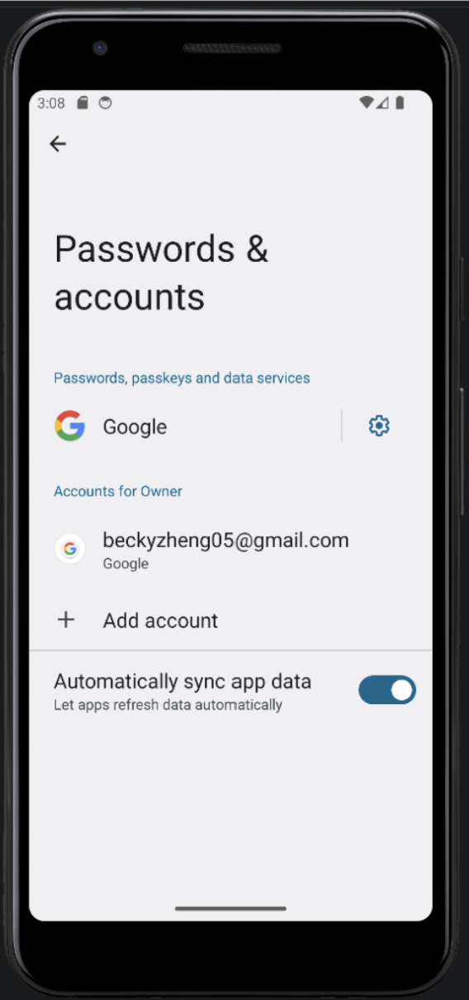 3:08
Passwords &
accounts
Passwords, passkeys and data services
Google
Accounts for Owner
beckyzheng05@gmail.com
Google
Add account
Automatically sync app data
Let apps refresh data automatically